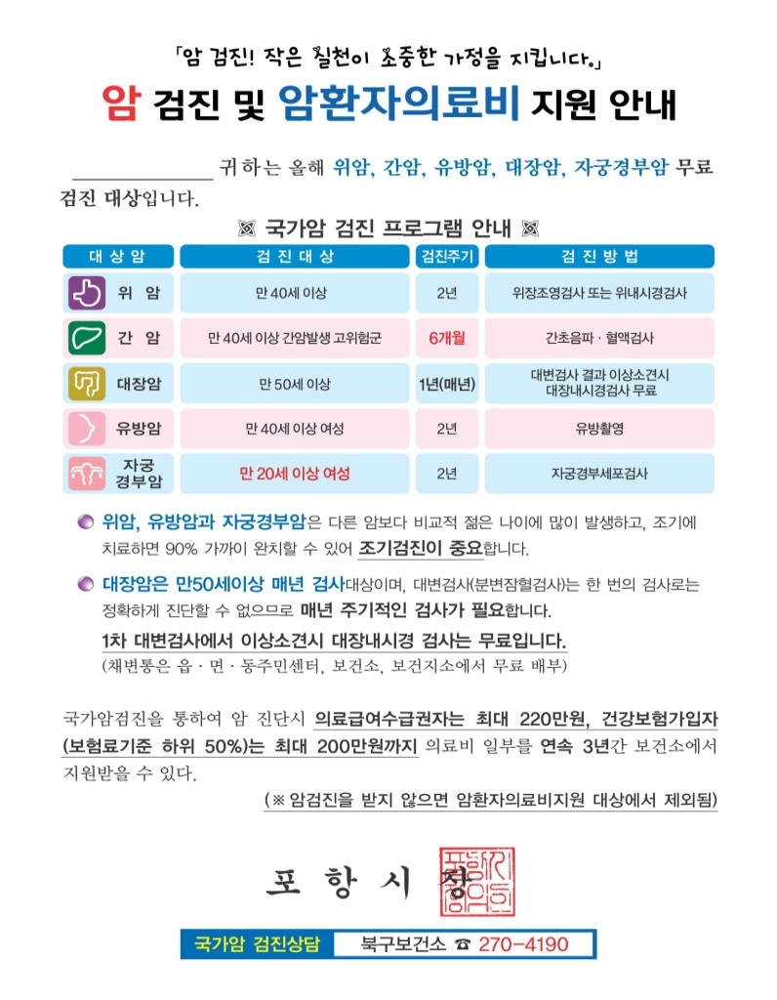 「암 검진! 작은 실천이 소중한 가정을 지킵니다.」
암 검진 및 암환자의료비 지원 안내
____________ 귀하는 올해 위암, 간암, 유방암, 대장암, 자궁경부암 무료
검진 대상입니다.
국가암 검진 프로그램 안내
대상암 검진대상 검진주기 검진방법
위 암 만 40세 이상 2년 위장조영검사 또는 위내시경검사
간 암 만 40세 이상 간암발생 고위험군 6개월 간초음파 · 혈액검사
대장암 만 50세 이상 1년(매년) 대변검사 결과 이상소견시
대장내시경검사 무료
유방암 만 40세 이상 여성 2년 유방촬영
자궁
경부암 만 20세 이상 여성 2년 자궁경부세포검사
위암, 유방암과 자궁경부암은 다른 암보다 비교적 젊은 나이에 많이 발생하고, 조기에
치료하면 90% 가까이 완치할 수 있어 조기검진이 중요합니다.
대장암은 만50세이상 매년 검사대상이며, 대변검사(분변잠혈검사)는 한 번의 검사로는
정확하게 진단할 수 없으므로 매년 주기적인 검사가 필요합니다.
1차 대변검사에서 이상소견시 대장내시경 검사는 무료입니다.
(채변통은 읍 · 면 · 동주민센터, 보건소, 보건지소에서 무료 배부)
국가암검진을 통하여 암 진단시 의료급여수급권자는 최대 220만원, 건강보험가입자
(보험료기준 하위 50%)는 최대 200만원까지 의료비 일부를 연속 3년간 보건소에서
지원받을 수 있다.
(※ 암검진을 받지 않으면 암환자의료비지원 대상에서 제외됨)
포 항 시 장
국가암 검진상담 북구보건소 ☎ 270-4190